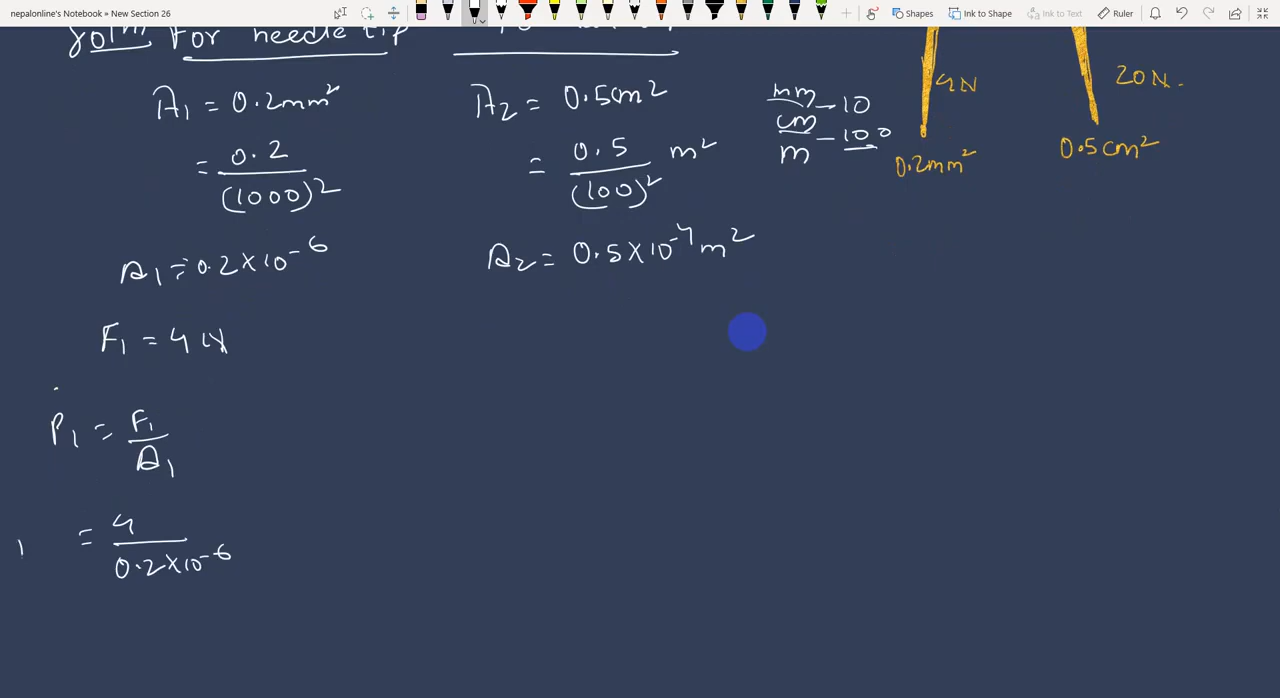 nepalonline's Notebook » New Section 26
Shapes Ink to Shape Ink to Text Ruler
For needle tip
A₁ = 0.2mm²
= 0.2 / (1000)²
A₁ = 0.2×10⁻⁶
F₁ = 4 N
P₁ = F₁ / A₁
= 4 / 0.2×10⁻⁶
A₂ = 0.5cm²
= 0.5 / (100)² m²
A₂ = 0.5×10⁻⁴ m²
mm
cm – 10
m – 100
4N
0.2mm²
20N.
0.5cm²